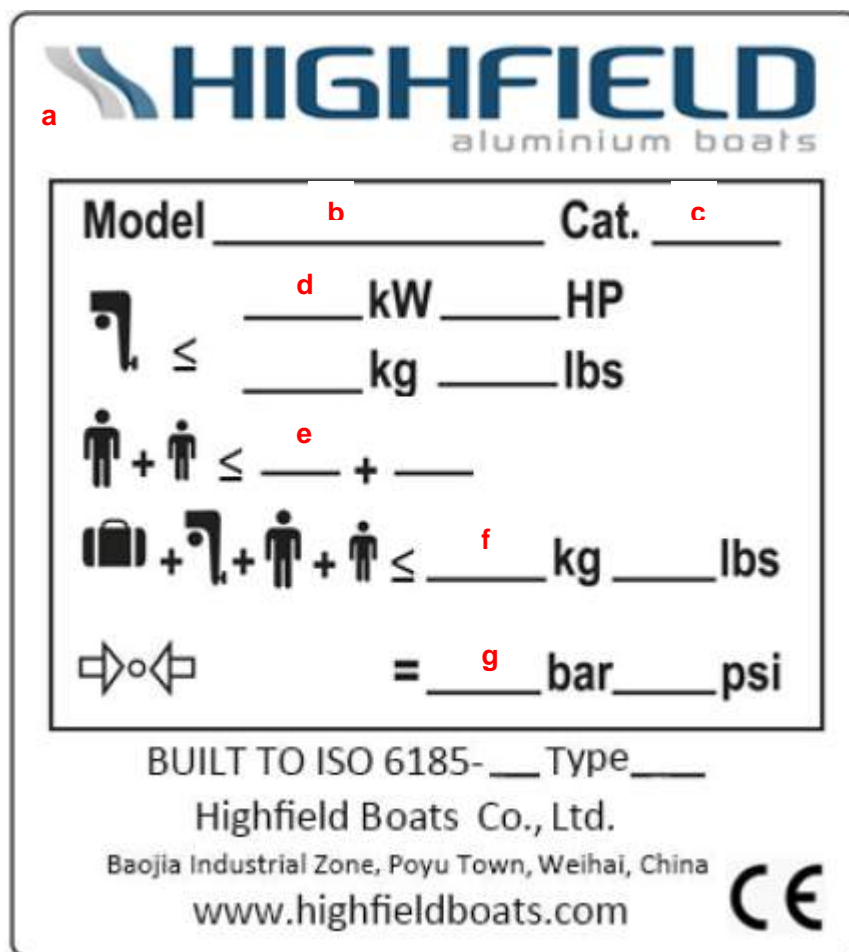 HIGHFIELD
a
aluminium boats
Model b Cat. c
d
kW HP
≤
kg lbs
e
+ ≤ +
f
+ + + ≤ kg lbs
g
= bar psi
BUILT TO ISO 6185- Type
Highfield Boats Co., Ltd.
Baojia Industrial Zone, Poyu Town, Weihai, China
www.highfieldboats.com
CE